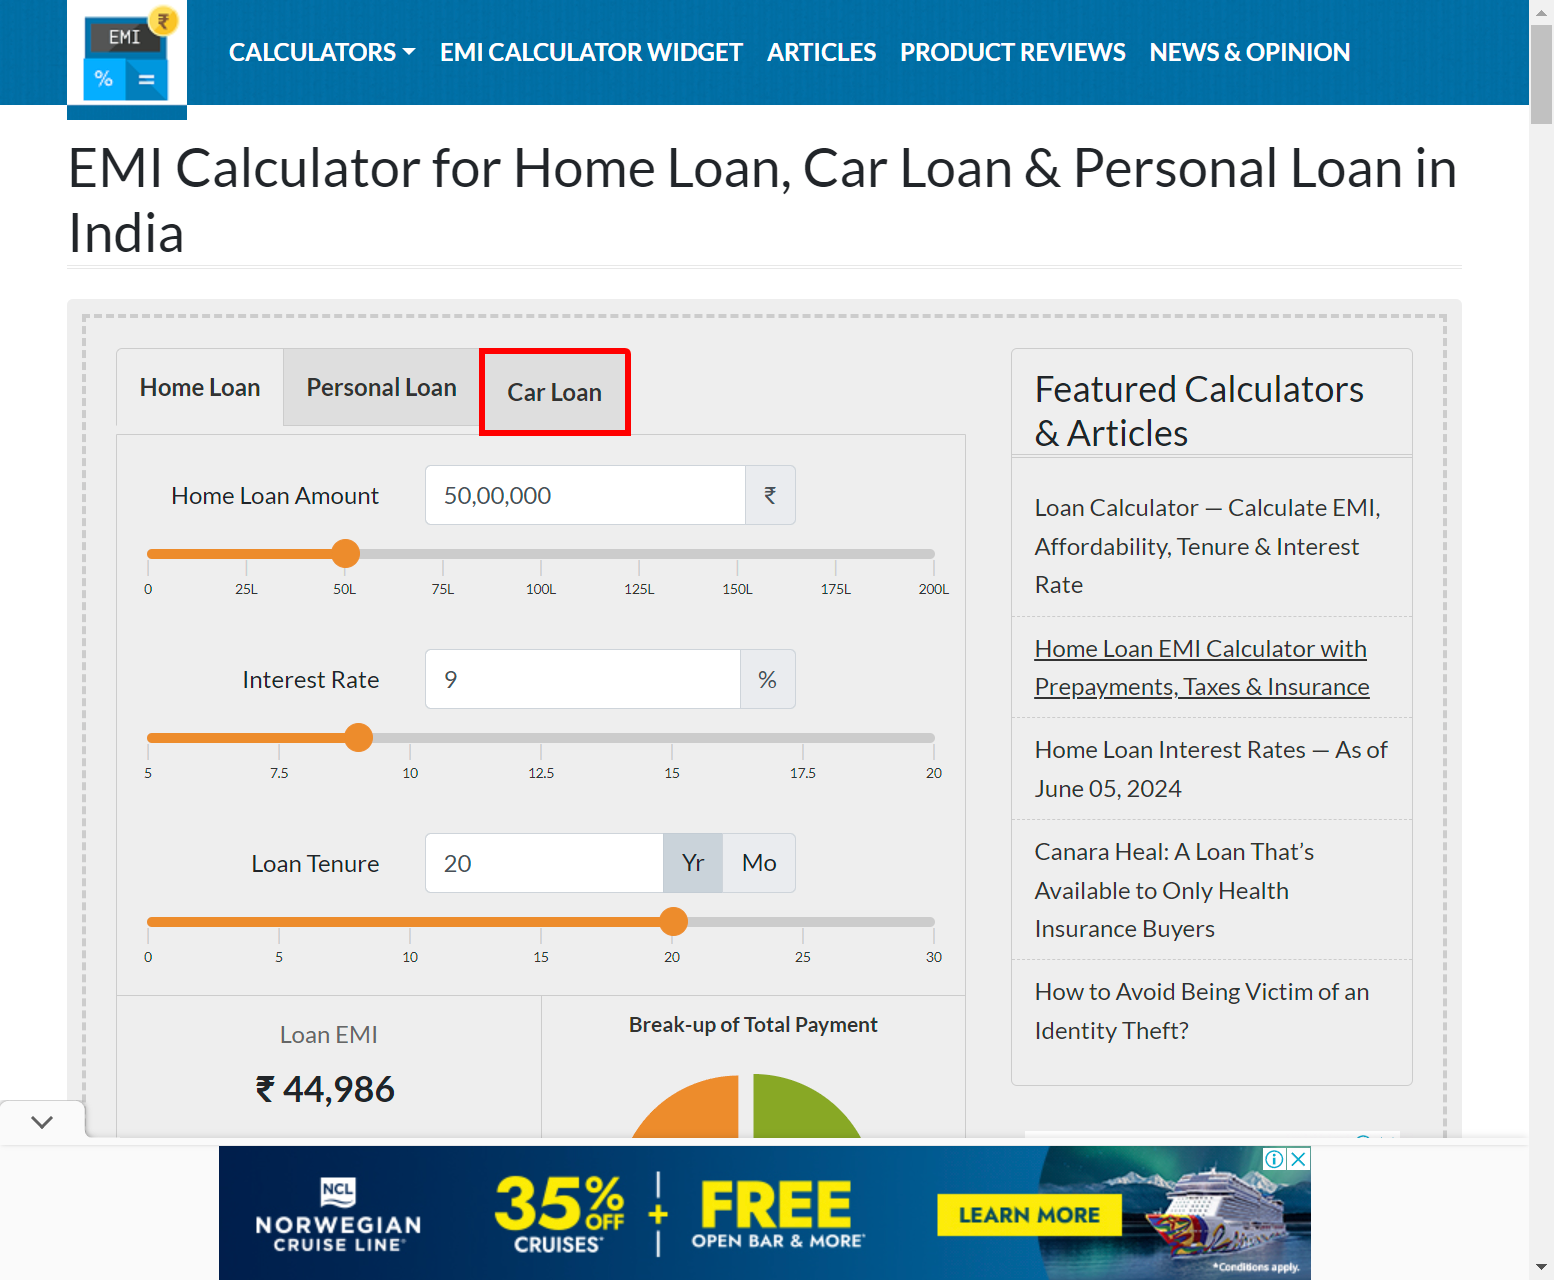 EMI
₹
%
=
CALCULATORS
EMI CALCULATOR WIDGET
ARTICLES
PRODUCT REVIEWS
NEWS & OPINION
EMI Calculator for Home Loan, Car Loan & Personal Loan in
India
Home Loan
Personal Loan
Car Loan
Home Loan Amount
50,00,000
₹
0 25L 50L 75L 100L 125L 150L 175L 200L
Interest Rate
9
%
5 7.5 10 12.5 15 17.5 20
Loan Tenure
20
Yr
Mo
0 5 10 15 20 25 30
Loan EMI
₹ 44,986
Break-up of Total Payment
Featured Calculators
& Articles
Loan Calculator — Calculate EMI,
Affordability, Tenure & Interest
Rate
Home Loan EMI Calculator with
Prepayments, Taxes & Insurance
Home Loan Interest Rates — As of
June 05, 2024
Canara Heal: A Loan That’s
Available to Only Health
Insurance Buyers
How to Avoid Being Victim of an
Identity Theft?
NCL
NORWEGIAN
CRUISE LINE®
35% OFF
CRUISES*
+
FREE
OPEN BAR & MORE*
LEARN MORE
*Conditions apply.